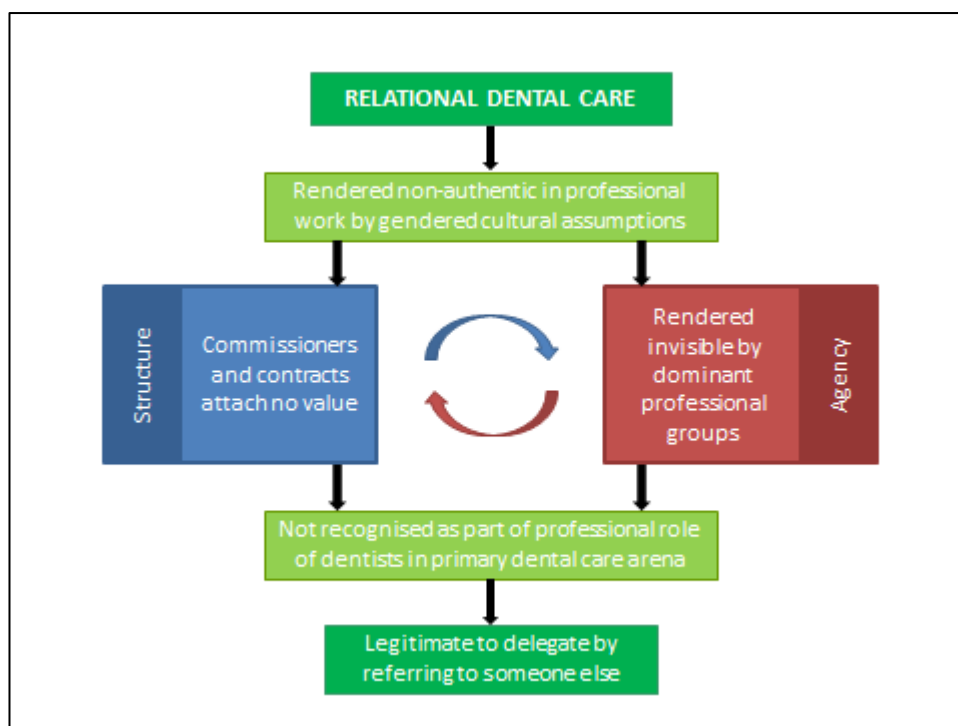 RELATIONAL DENTAL CARE
Rendered non-authentic in professional
work by gendered cultural assumptions
Structure
Commissioners
and contracts
attach no value
Rendered
invisible by
dominant
professional
groups
Agency
Not recognised as part of professional role
of dentists in primary dental care arena
Legitimate to delegate by
referring to someone else